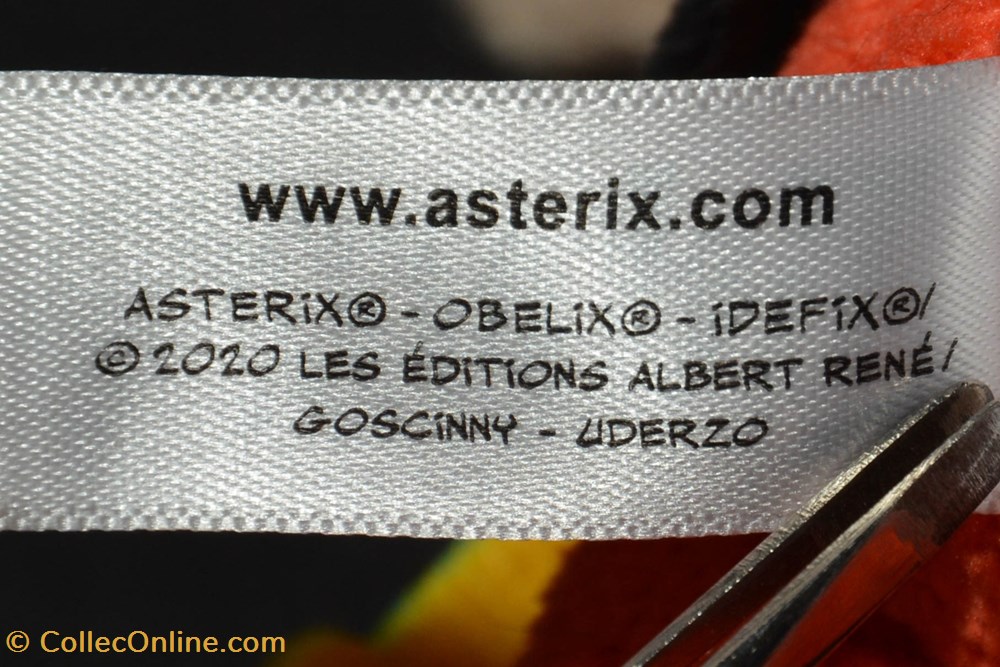 www.asterix.com
ASTERiX® - OBELiX® - iDEFiX®/
© 2020 LES ÉDiTiONS ALBERT RENÉ/
GOSCiNNY - UDERZO
© CollecOnline.com